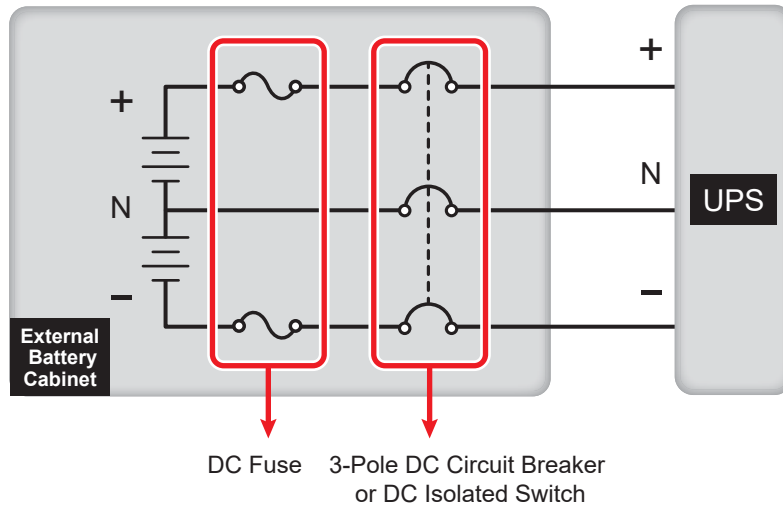 +
+
N
N
UPS
–
–
External
Battery
Cabinet
DC Fuse
3-Pole DC Circuit Breaker
or DC Isolated Switch